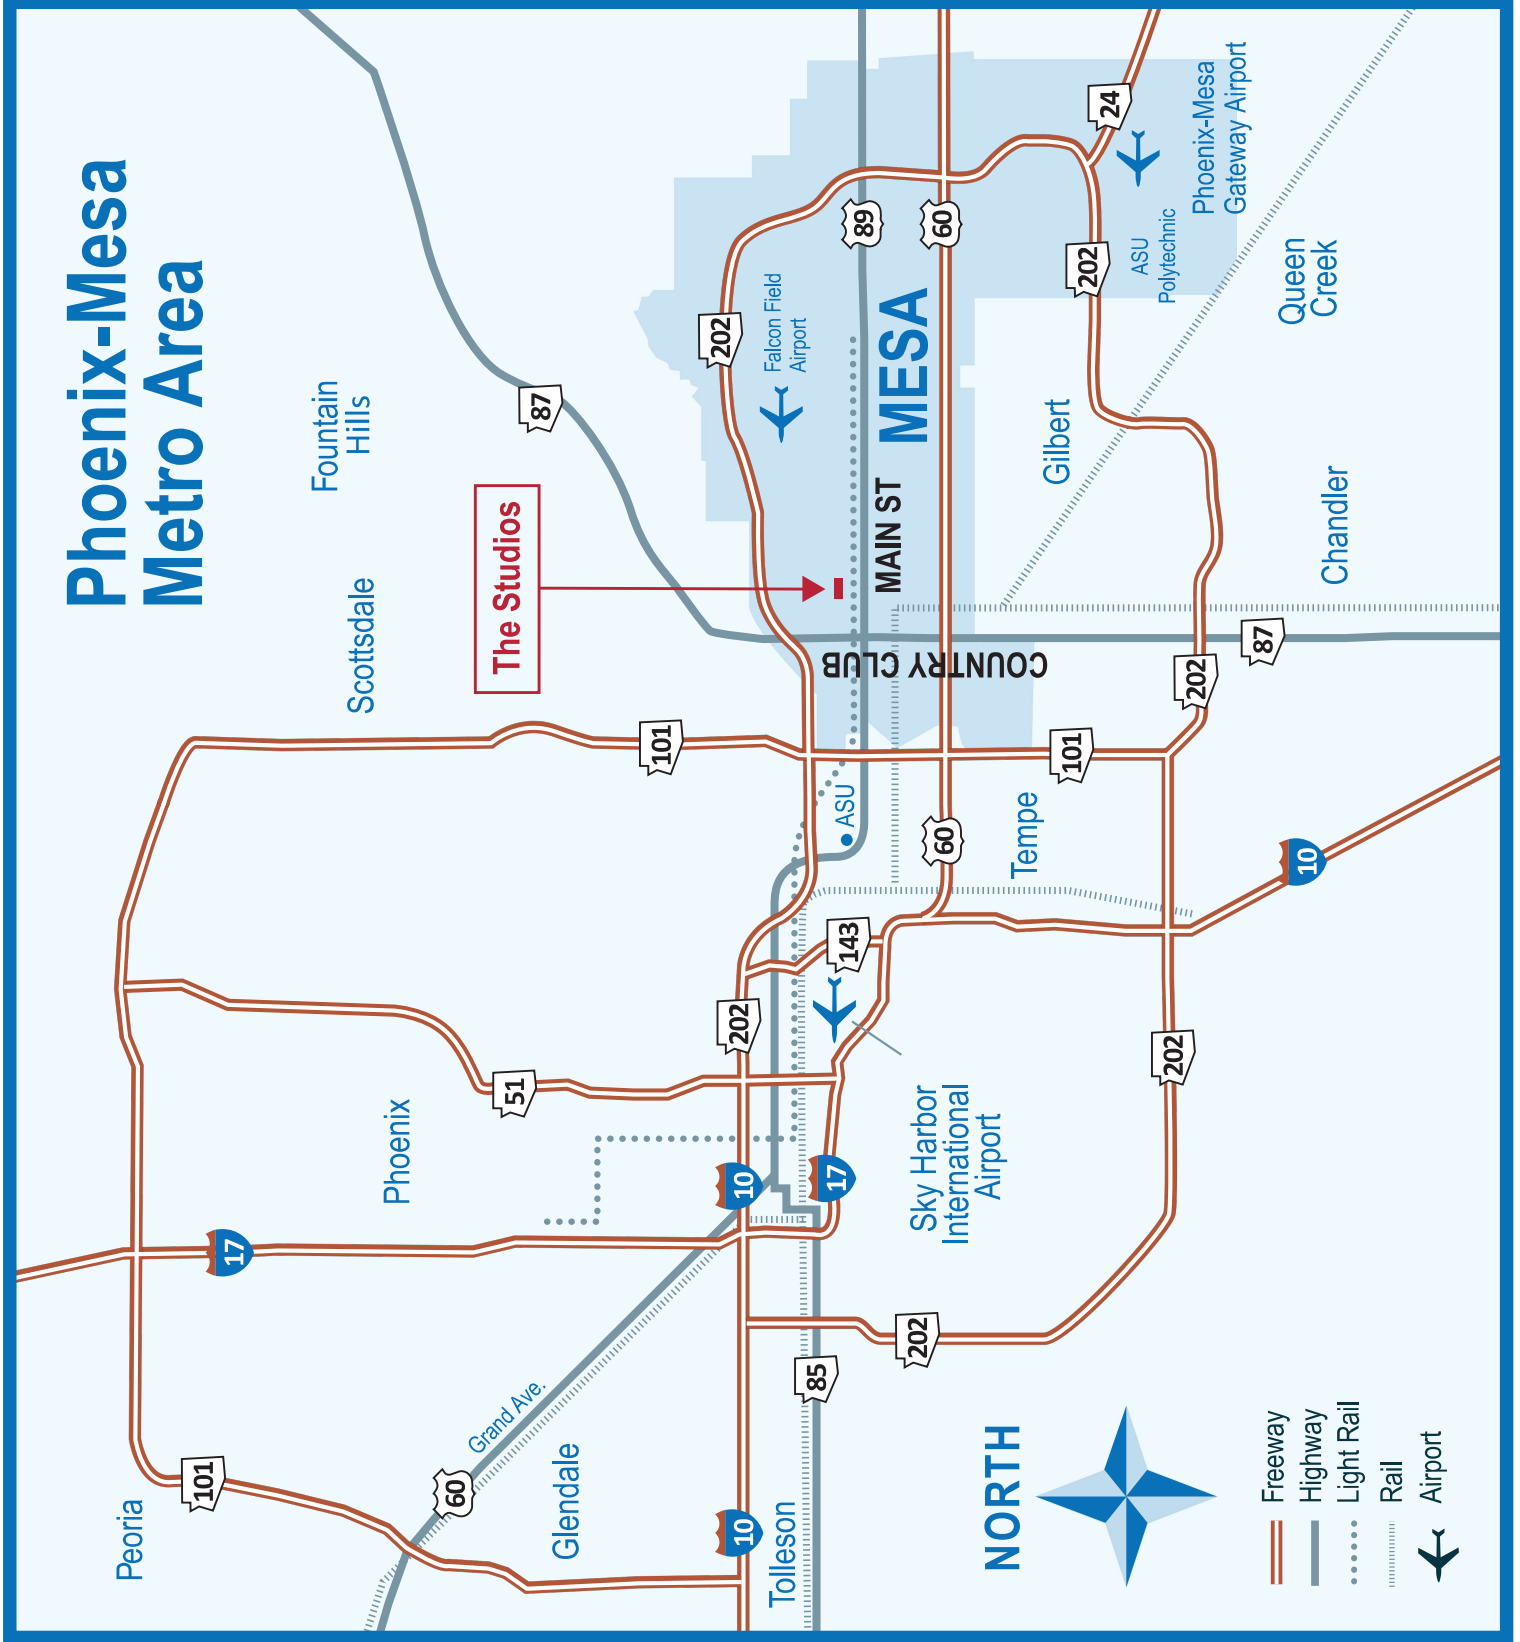 Phoenix-Mesa
Metro Area
Peoria
101
17
Phoenix
51
Scottsdale
Fountain
Hills
87
The Studios
101
202
Falcon Field
Airport
60
Grand Ave.
Glendale
10
10
202
143
ASU
89
MESA
MAIN ST
COUNTRY CLUB
60
60
Tolleson
85
17
202
Sky Harbor
International
Airport
Tempe
101
Gilbert
202
ASU
Polytechnic
24
Phoenix-Mesa
Gateway Airport
202
202
87
10
Chandler
Queen
Creek
NORTH
Freeway
Highway
Light Rail
Rail
Airport